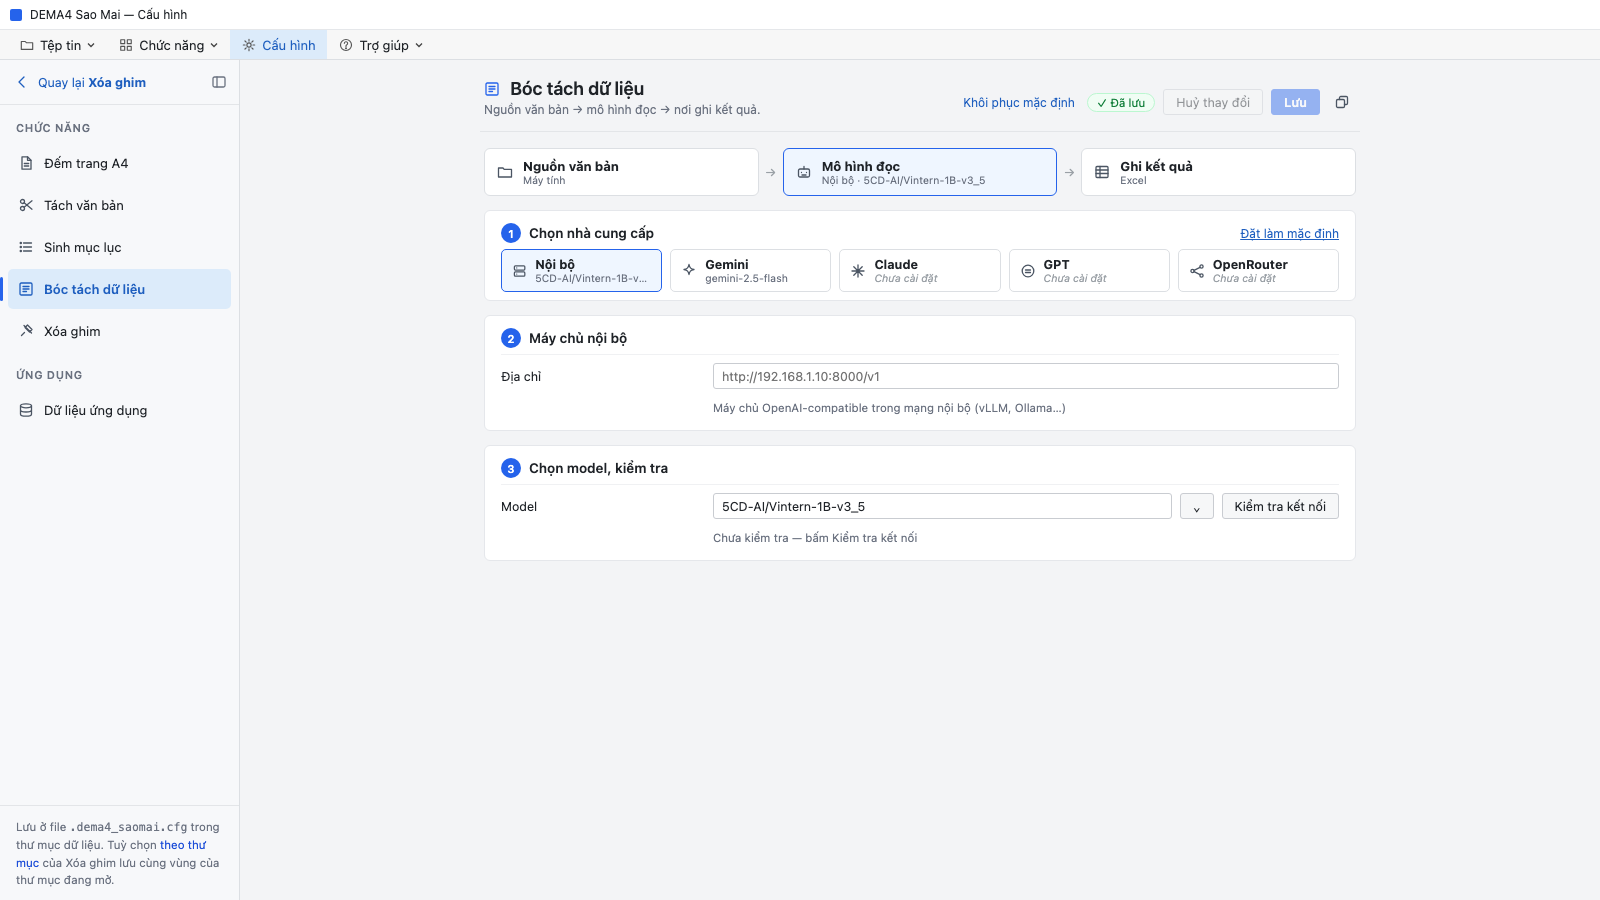 DEMA4 Sao Mai — Cấu hình
Tệp tin
Chức năng
Cấu hình
Trợ giúp
Quay lại Xóa ghim
CHỨC NĂNG
Đếm trang A4
Tách văn bản
Sinh mục lục
Bóc tách dữ liệu
Xóa ghim
ỨNG DỤNG
Dữ liệu ứng dụng
Lưu ở file .dema4_saomai.cfg trong
thư mục dữ liệu. Tuỳ chọn theo thư
mục của Xóa ghim lưu cùng vùng của
thư mục đang mở.
Bóc tách dữ liệu
Nguồn văn bản → mô hình đọc → nơi ghi kết quả.
Khôi phục mặc định
Đã lưu
Huỷ thay đổi
Lưu
Nguồn văn bản
Máy tính
→
Mô hình đọc
Nội bộ · 5CD-AI/Vintern-1B-v3_5
→
Ghi kết quả
Excel
1 Chọn nhà cung cấp
Đặt làm mặc định
Nội bộ
5CD-AI/Vintern-1B-v...
Gemini
gemini-2.5-flash
Claude
Chưa cài đặt
GPT
Chưa cài đặt
OpenRouter
Chưa cài đặt
2 Máy chủ nội bộ
Địa chỉ
http://192.168.1.10:8000/v1
Máy chủ OpenAI-compatible trong mạng nội bộ (vLLM, Ollama...)
3 Chọn model, kiểm tra
Model
5CD-AI/Vintern-1B-v3_5
Kiểm tra kết nối
Chưa kiểm tra — bấm Kiểm tra kết nối